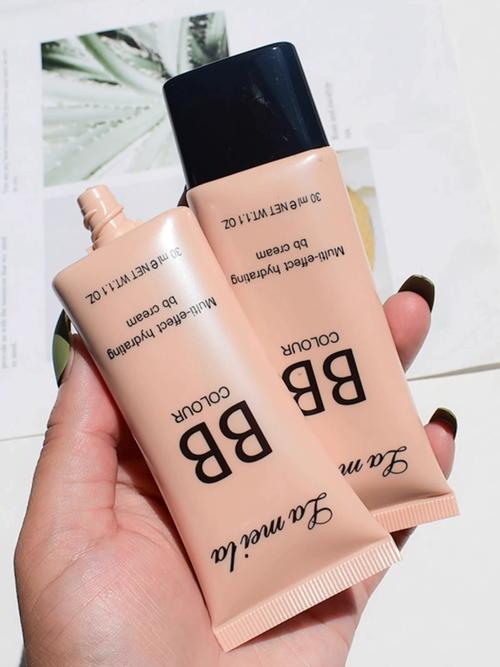 La meila
BB
COLOUR
Multi-effect hydrating
bb cream
30 ml e NET WT.1.1 OZ.
La m
BB
COLOUR
Multi-effect hydrating
bb cream
30 ml e NET WT.1.1 OZ.